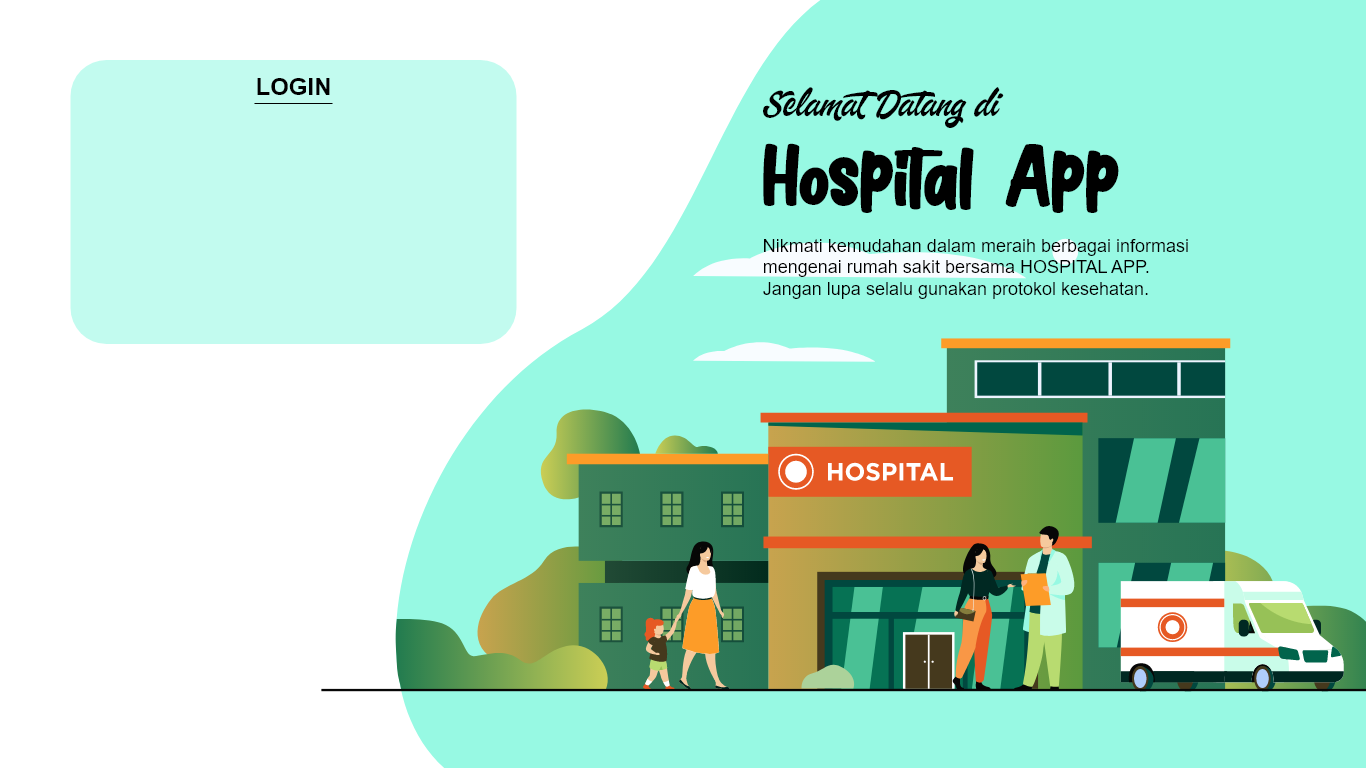 LOGIN
Selamat Datang di
Hospital App
Nikmati kemudahan dalam meraih berbagai informasi
mengenai rumah sakit bersama HOSPITAL APP.
Jangan lupa selalu gunakan protokol kesehatan.
HOSPITAL